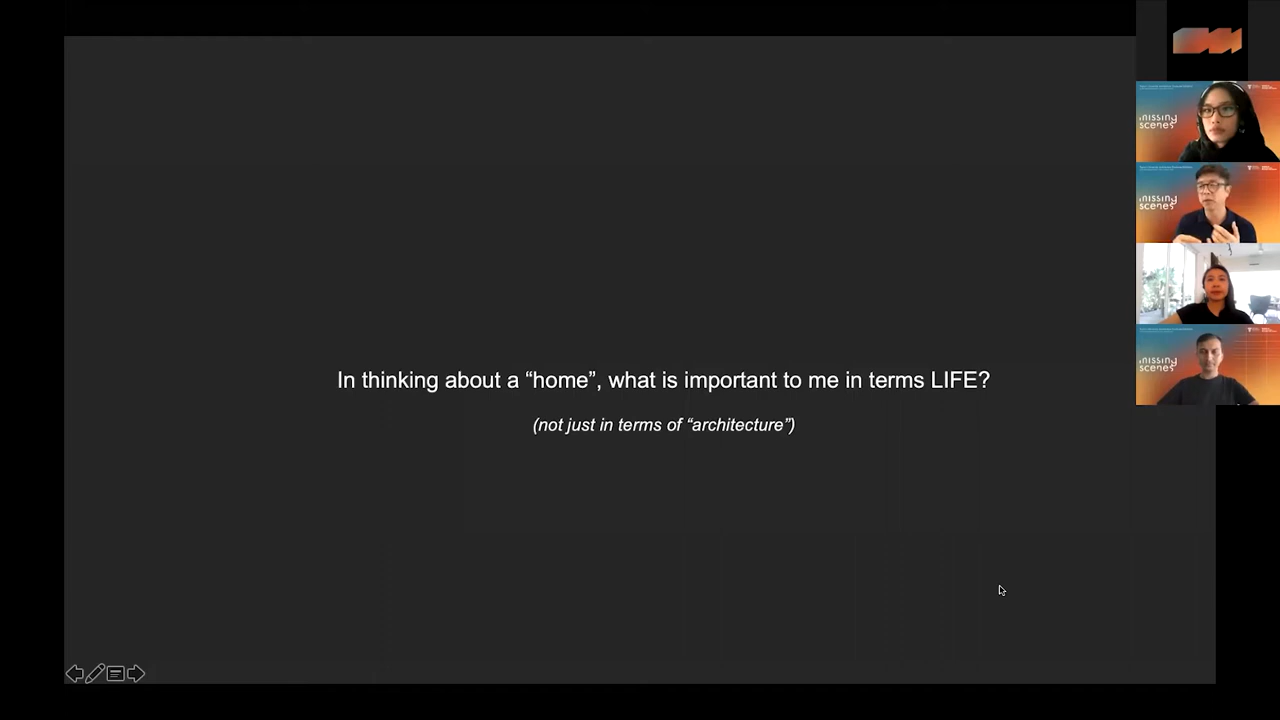 In thinking about a “home”, what is important to me in terms LIFE?
(not just in terms of “architecture”)
missing
scenes
missing
scenes
missing
scenes